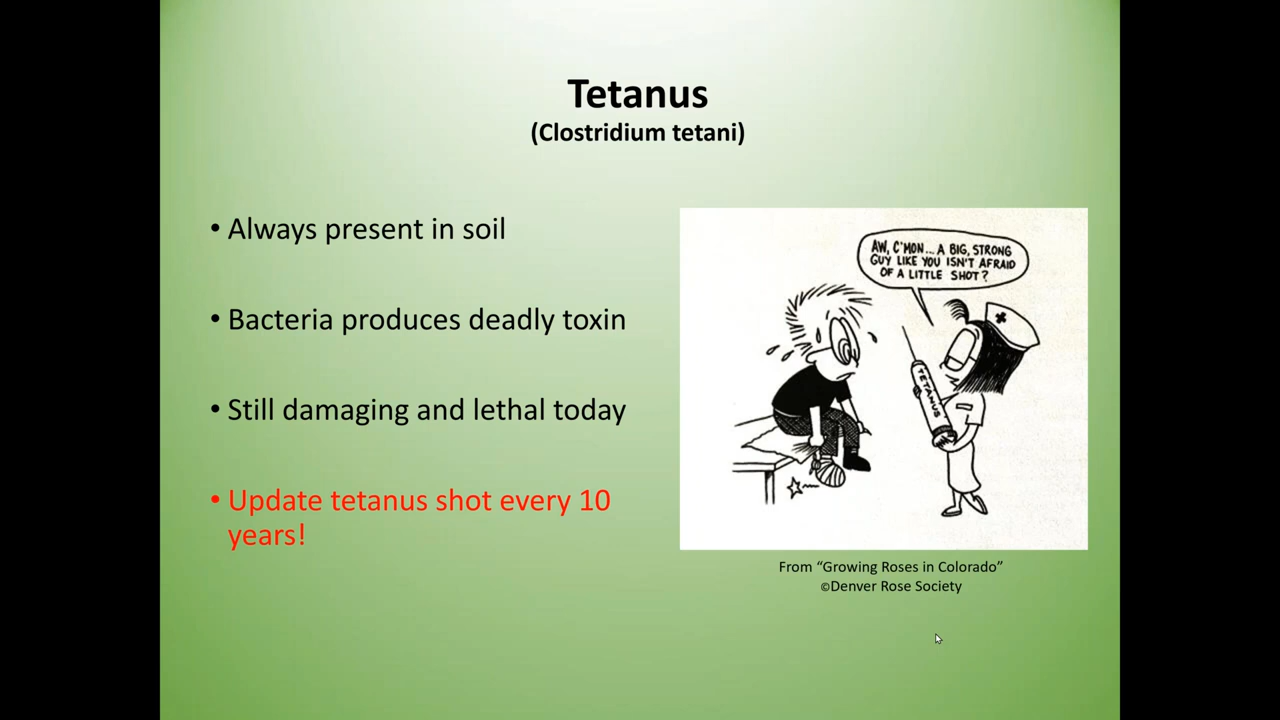 Tetanus
(Clostridium tetani)
• Always present in soil
• Bacteria produces deadly toxin
• Still damaging and lethal today
• Update tetanus shot every 10
years!
AW, C'MON... A BIG, STRONG
GUY LIKE YOU ISN'T AFRAID
OF A LITTLE SHOT?
TETANUS
From “Growing Roses in Colorado”
©Denver Rose Society